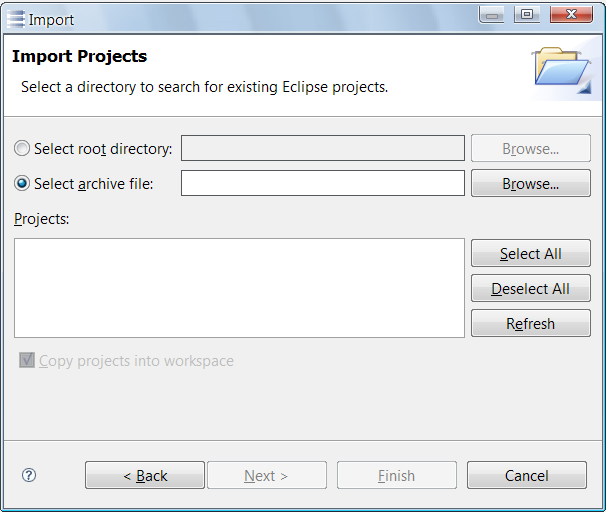 Import
Import Projects
Select a directory to search for existing Eclipse projects.
Select root directory: Browse...
Select archive file: Browse...
Projects:
Select All
Deselect All
Refresh
Copy projects into workspace
? < Back Next > Finish Cancel